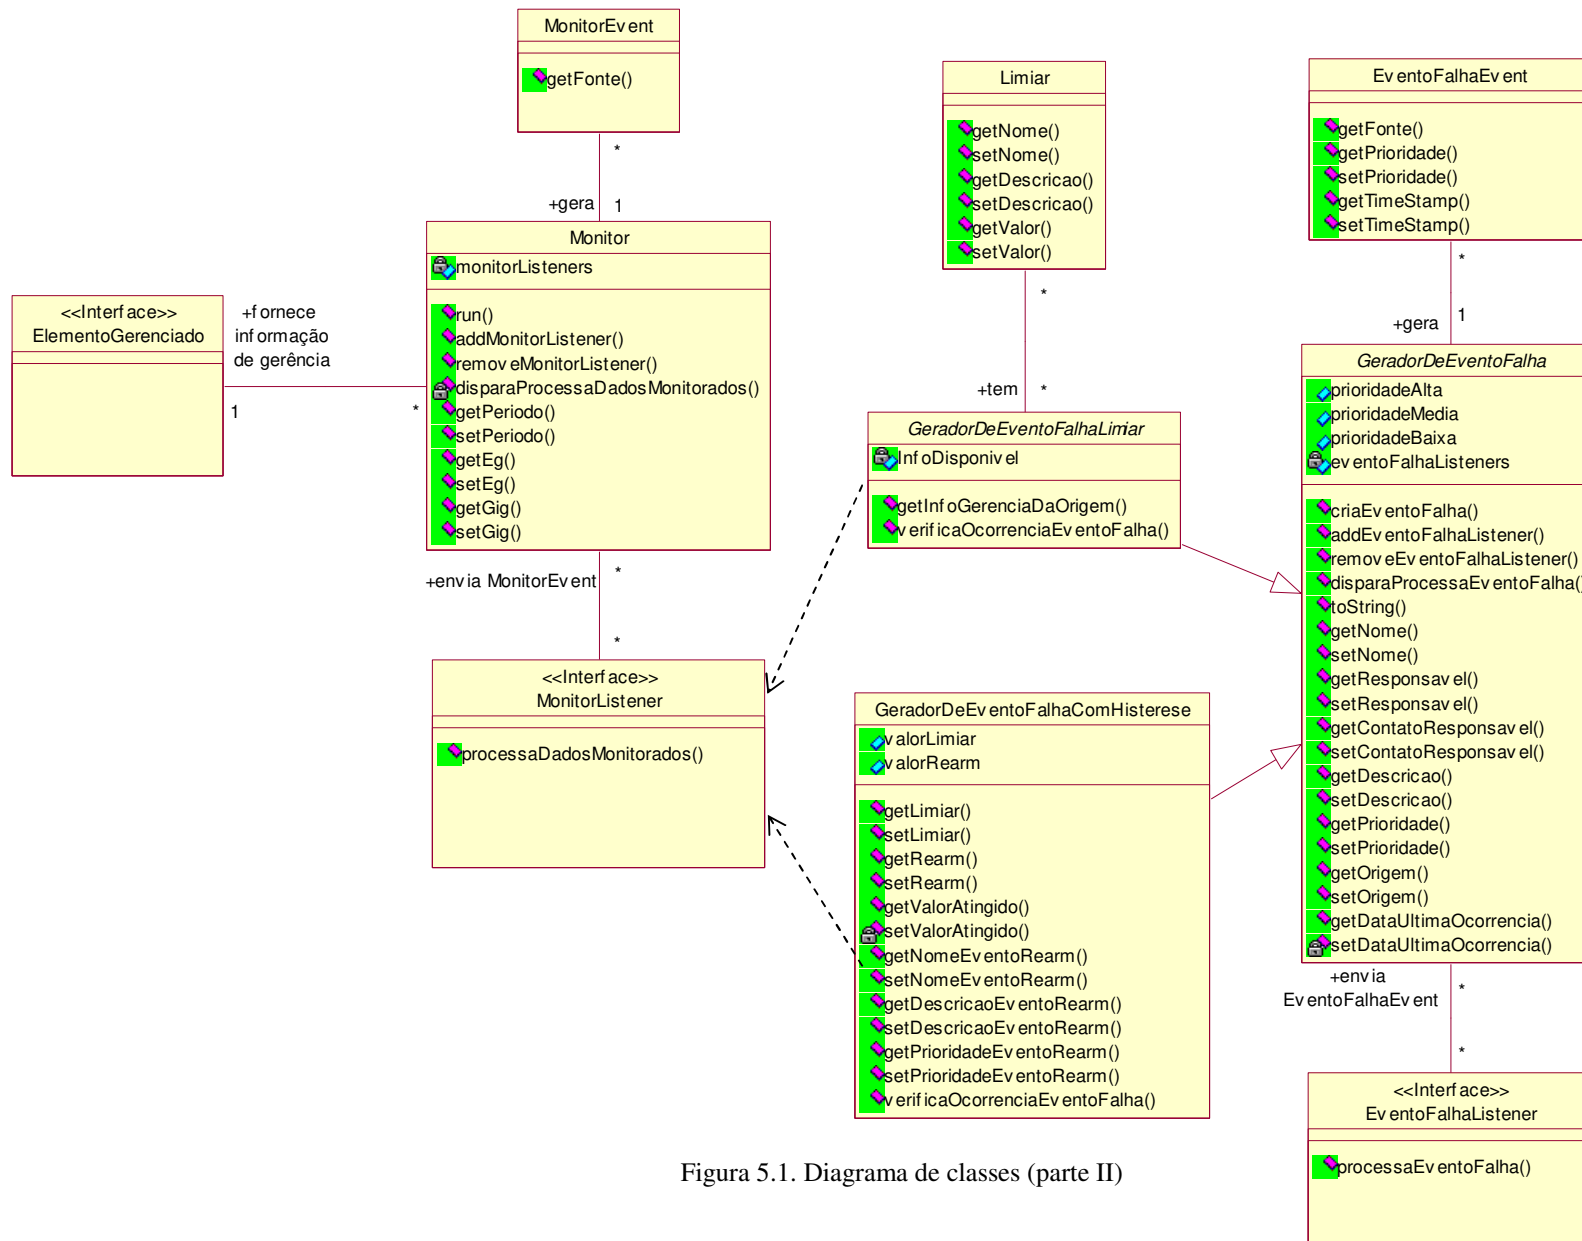 MonitorEvent
getFonte()
*
+gera
1
Monitor
monitorListeners
run()
addMonitorListener()
removeMonitorListener()
disparaProcessaDadosMonitorados()
getPeriodo()
setPeriodo()
getEg()
setEg()
getGig()
setGig()
<<Interface>>
ElementoGerenciado
+fornece
informação
de gerência
1
*
+envia MonitorEvent
*
*
<<Interface>>
MonitorListener
processaDadosMonitorados()
Limiar
getNome()
setNome()
getDescricao()
setDescricao()
getValor()
setValor()
*
+tem
*
GeradorDeEventoFalhaLimiar
InfoDisponivel
getInfoGerenciaDaOrigem()
verificaOcorrenciaEventoFalha()
GeradorDeEventoFalhaComHisterese
valorLimiar
valorRearm
getLimiar()
setLimiar()
getRearm()
setRearm()
getValorAtingido()
setValorAtingido()
getNomeEventoRearm()
setNomeEventoRearm()
getDescricaoEventoRearm()
setDescricaoEventoRearm()
getPrioridadeEventoRearm()
setPrioridadeEventoRearm()
verificaOcorrenciaEventoFalha()
EventoFalhaEvent
getFonte()
getPrioridade()
setPrioridade()
getTimeStamp()
setTimeStamp()
*
+gera
1
GeradorDeEventoFalha
prioridadeAlta
prioridadeMedia
prioridadeBaixa
eventoFalhaListeners
criaEventoFalha()
addEventoFalhaListener()
removeEventoFalhaListener()
disparaProcessaEventoFalha()
toString()
getNome()
setNome()
getResponsavel()
setResponsavel()
getContatoResponsavel()
setContatoResponsavel()
getDescricao()
setDescricao()
getPrioridade()
setPrioridade()
getOrigem()
setOrigem()
getDataUltimaOcorrencia()
setDataUltimaOcorrencia()
+envia
EventoFalhaEvent
*
*
<<Interface>>
EventoFalhaListener
processaEventoFalha()
Figura 5.1. Diagrama de classes (parte II)